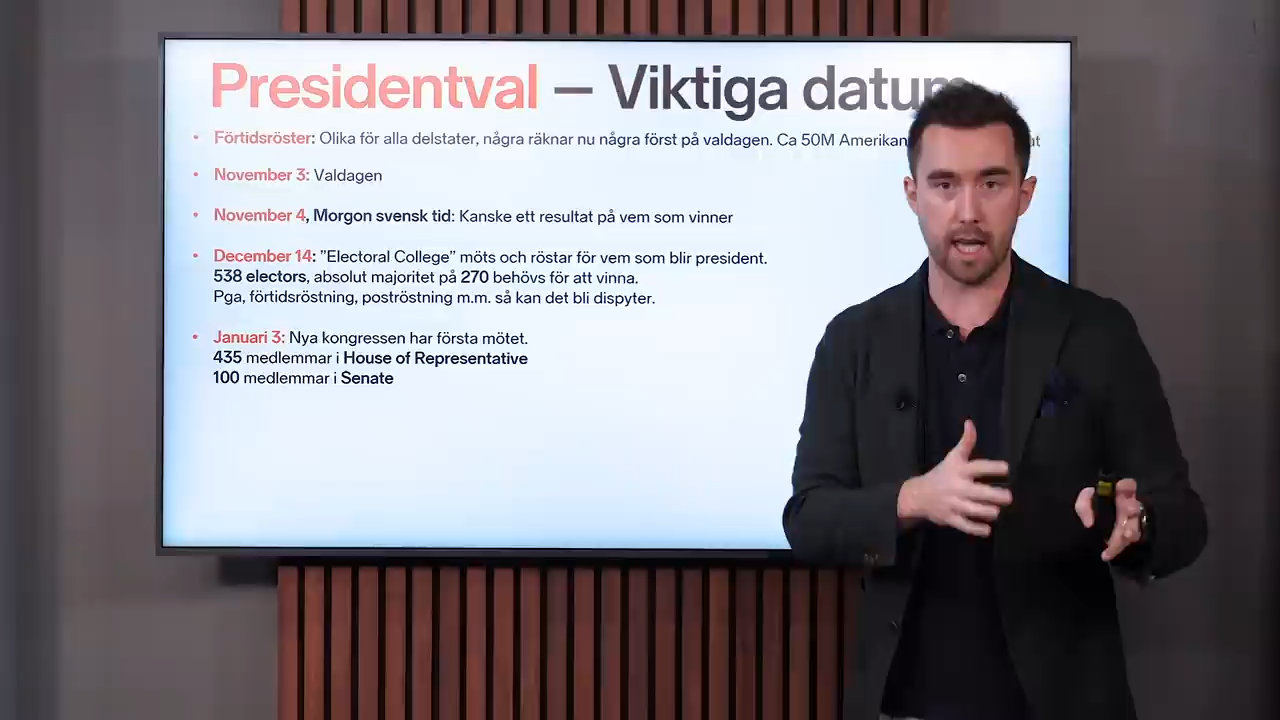 Presidentval — Viktiga datum
• Förtidsröster: Olika för alla delstater, några räknar nu några först på valdagen. Ca 50M Amerikan
• November 3: Valdagen
• November 4, Morgon svensk tid: Kanske ett resultat på vem som vinner
• December 14: ”Electoral College” möts och röstar för vem som blir president.
538 electors, absolut majoritet på 270 behövs för att vinna.
Pga, förtidsröstning, poströstning m.m. så kan det bli dispyter.
• Januari 3: Nya kongressen har första mötet.
435 medlemmar i House of Representative
100 medlemmar i Senate